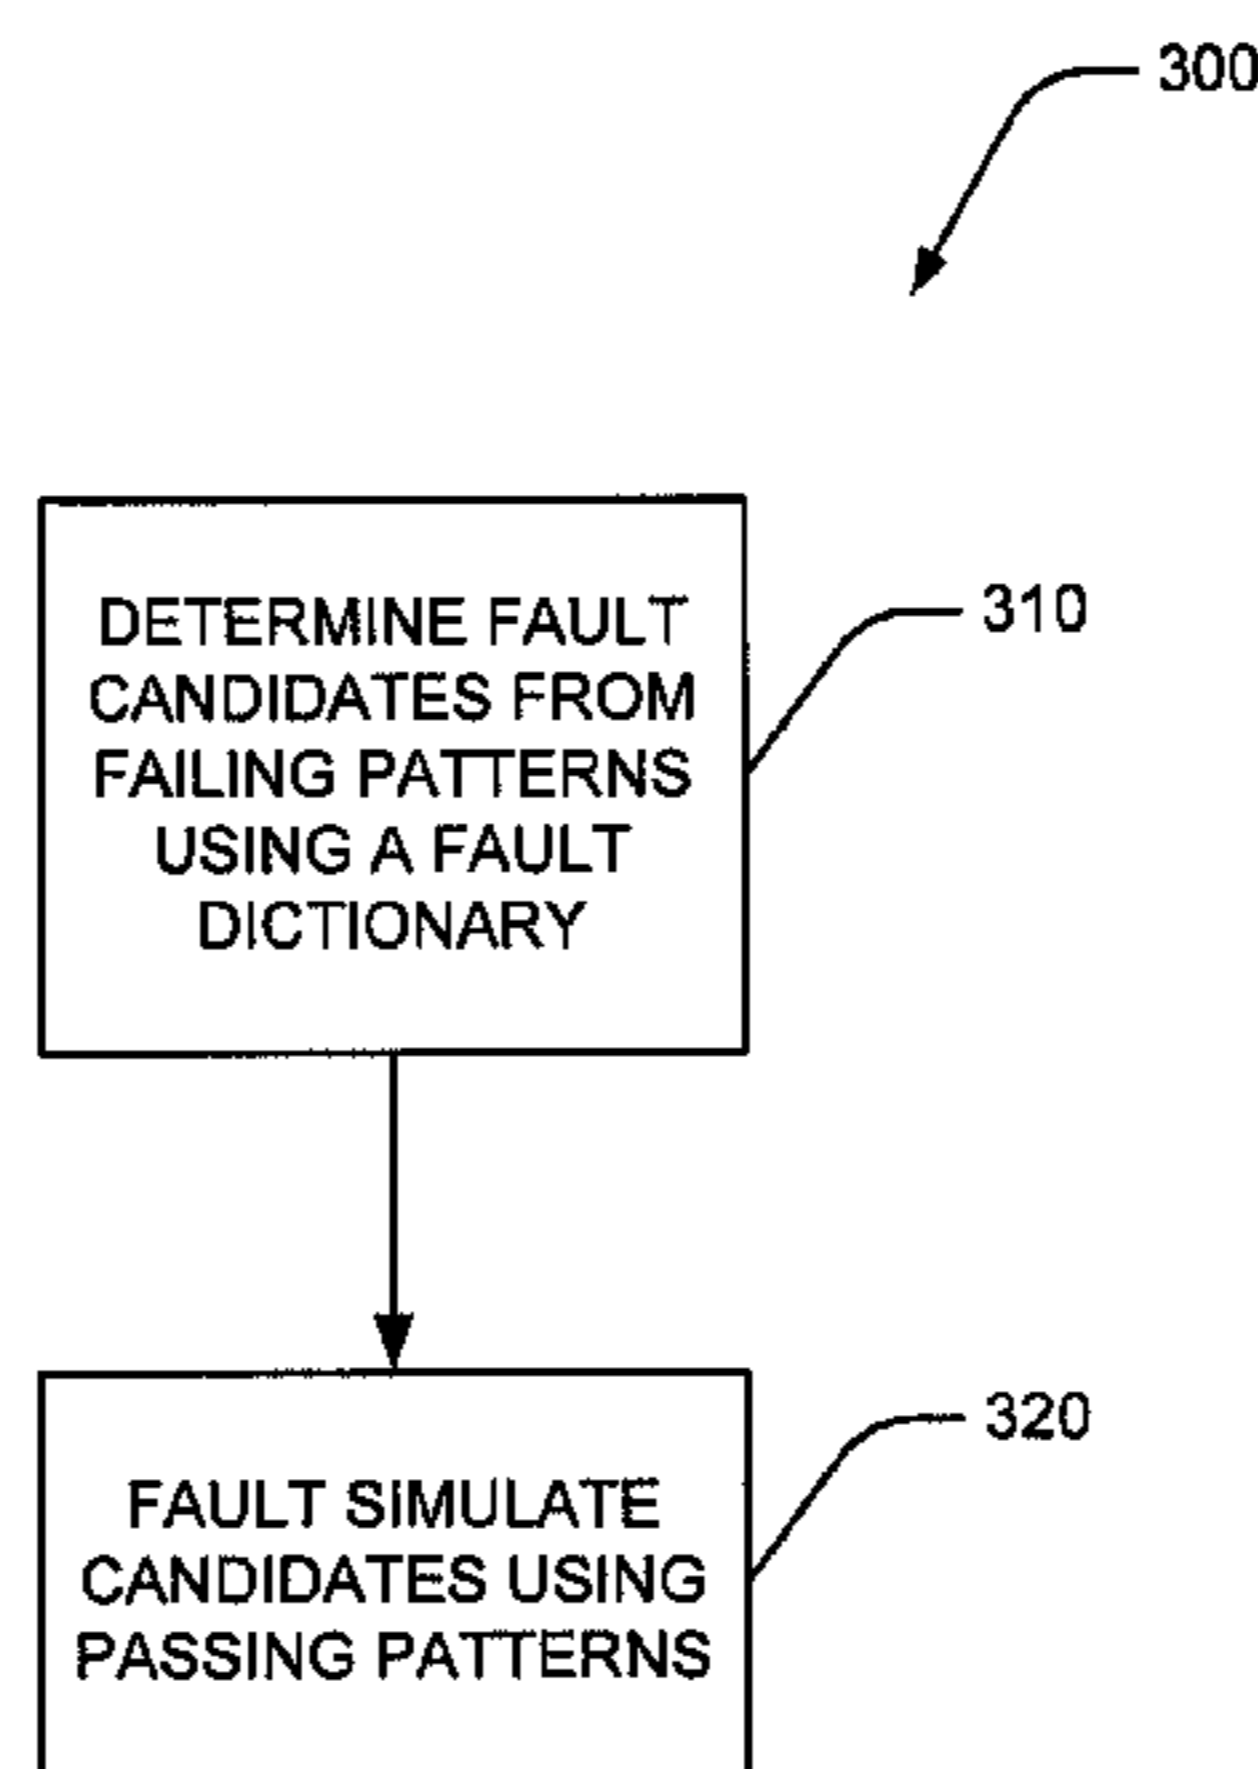 300
DETERMINE FAULT
CANDIDATES FROM
FAILING PATTERNS
USING A FAULT
DICTIONARY
310
FAULT SIMULATE
CANDIDATES USING
PASSING PATTERNS
320